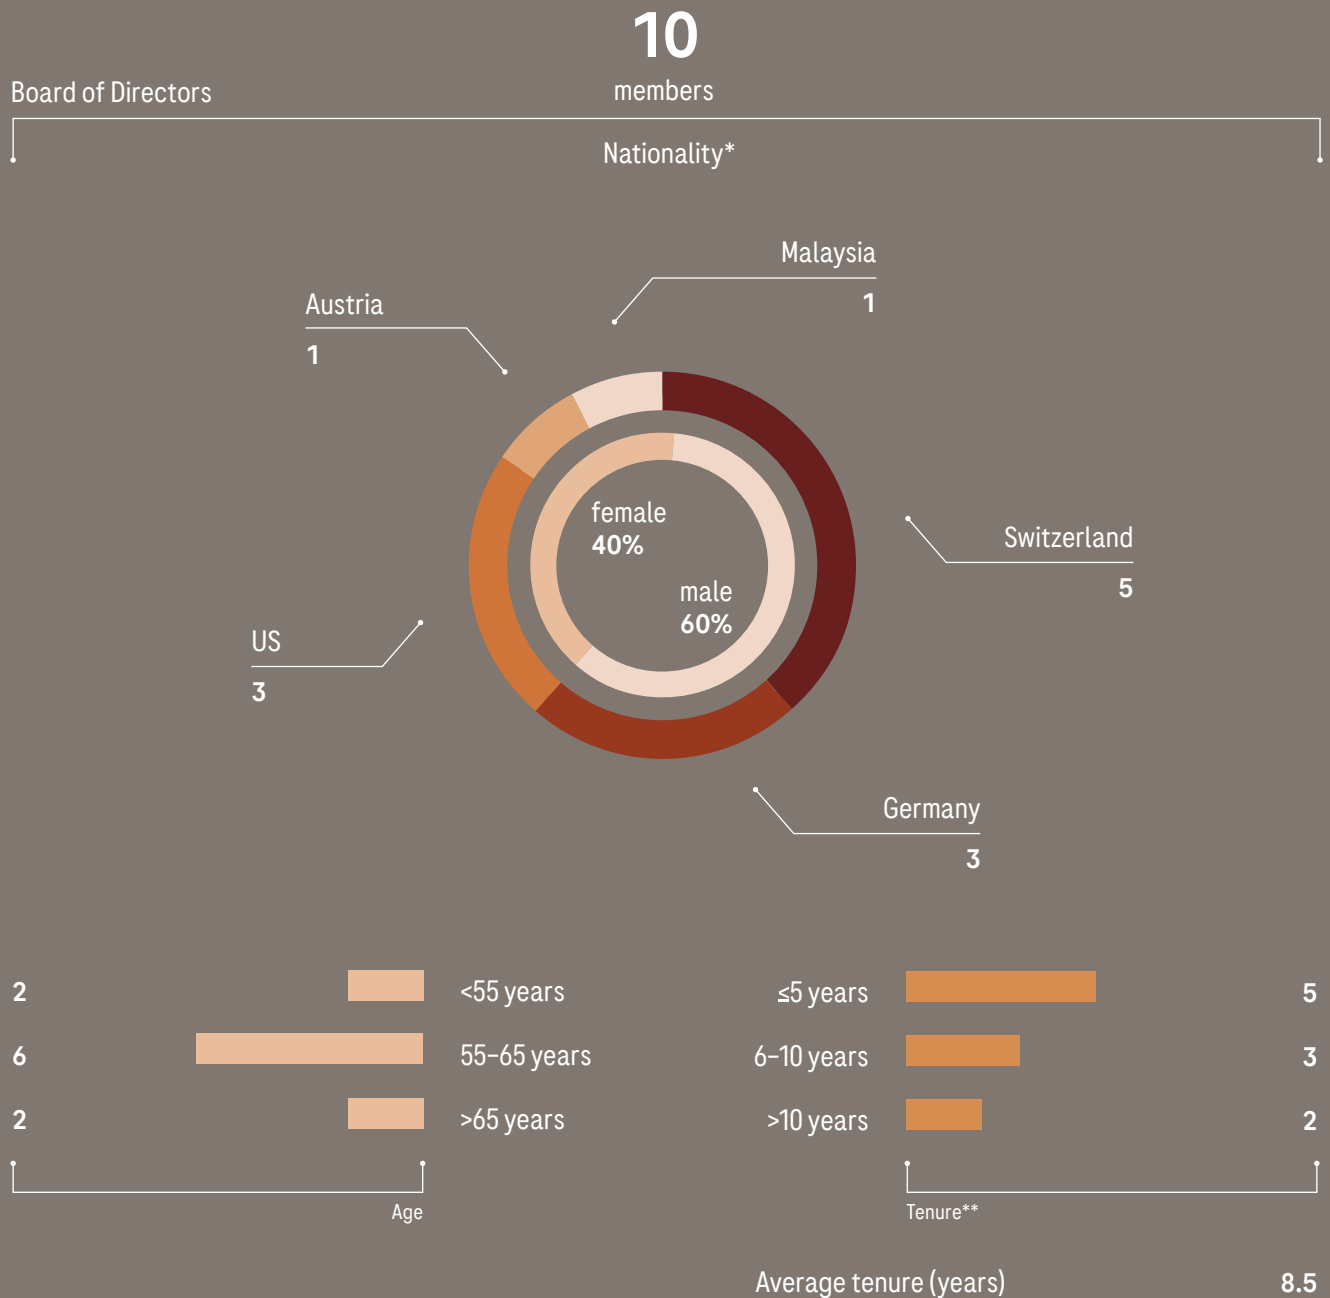 10
members
Board of Directors
Nationality*
Malaysia
1
Austria
1
female
40%
male
60%
Switzerland
5
US
3
Germany
3
2 <55 years
6 55–65 years
2 >65 years
Age
≤5 years 5
6–10 years 3
>10 years 2
Tenure**
Average tenure (years) 8.5